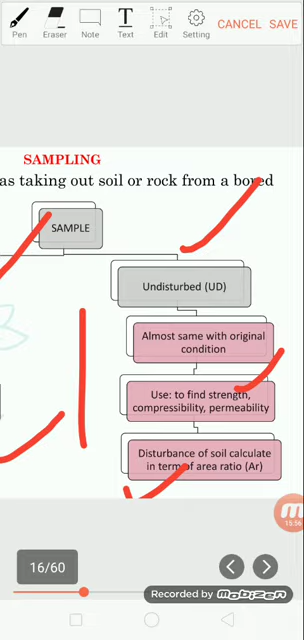 Pen Eraser Note Text Edit Setting CANCEL SAVE
SAMPLING
as taking out soil or rock from a bored
SAMPLE
Undisturbed (UD)
Almost same with original
condition
Use: to find strength,
compressibility, permeability
Disturbance of soil calculate
in term of area ratio (Ar)
15:56
16/60
Recorded by MOBIZEN